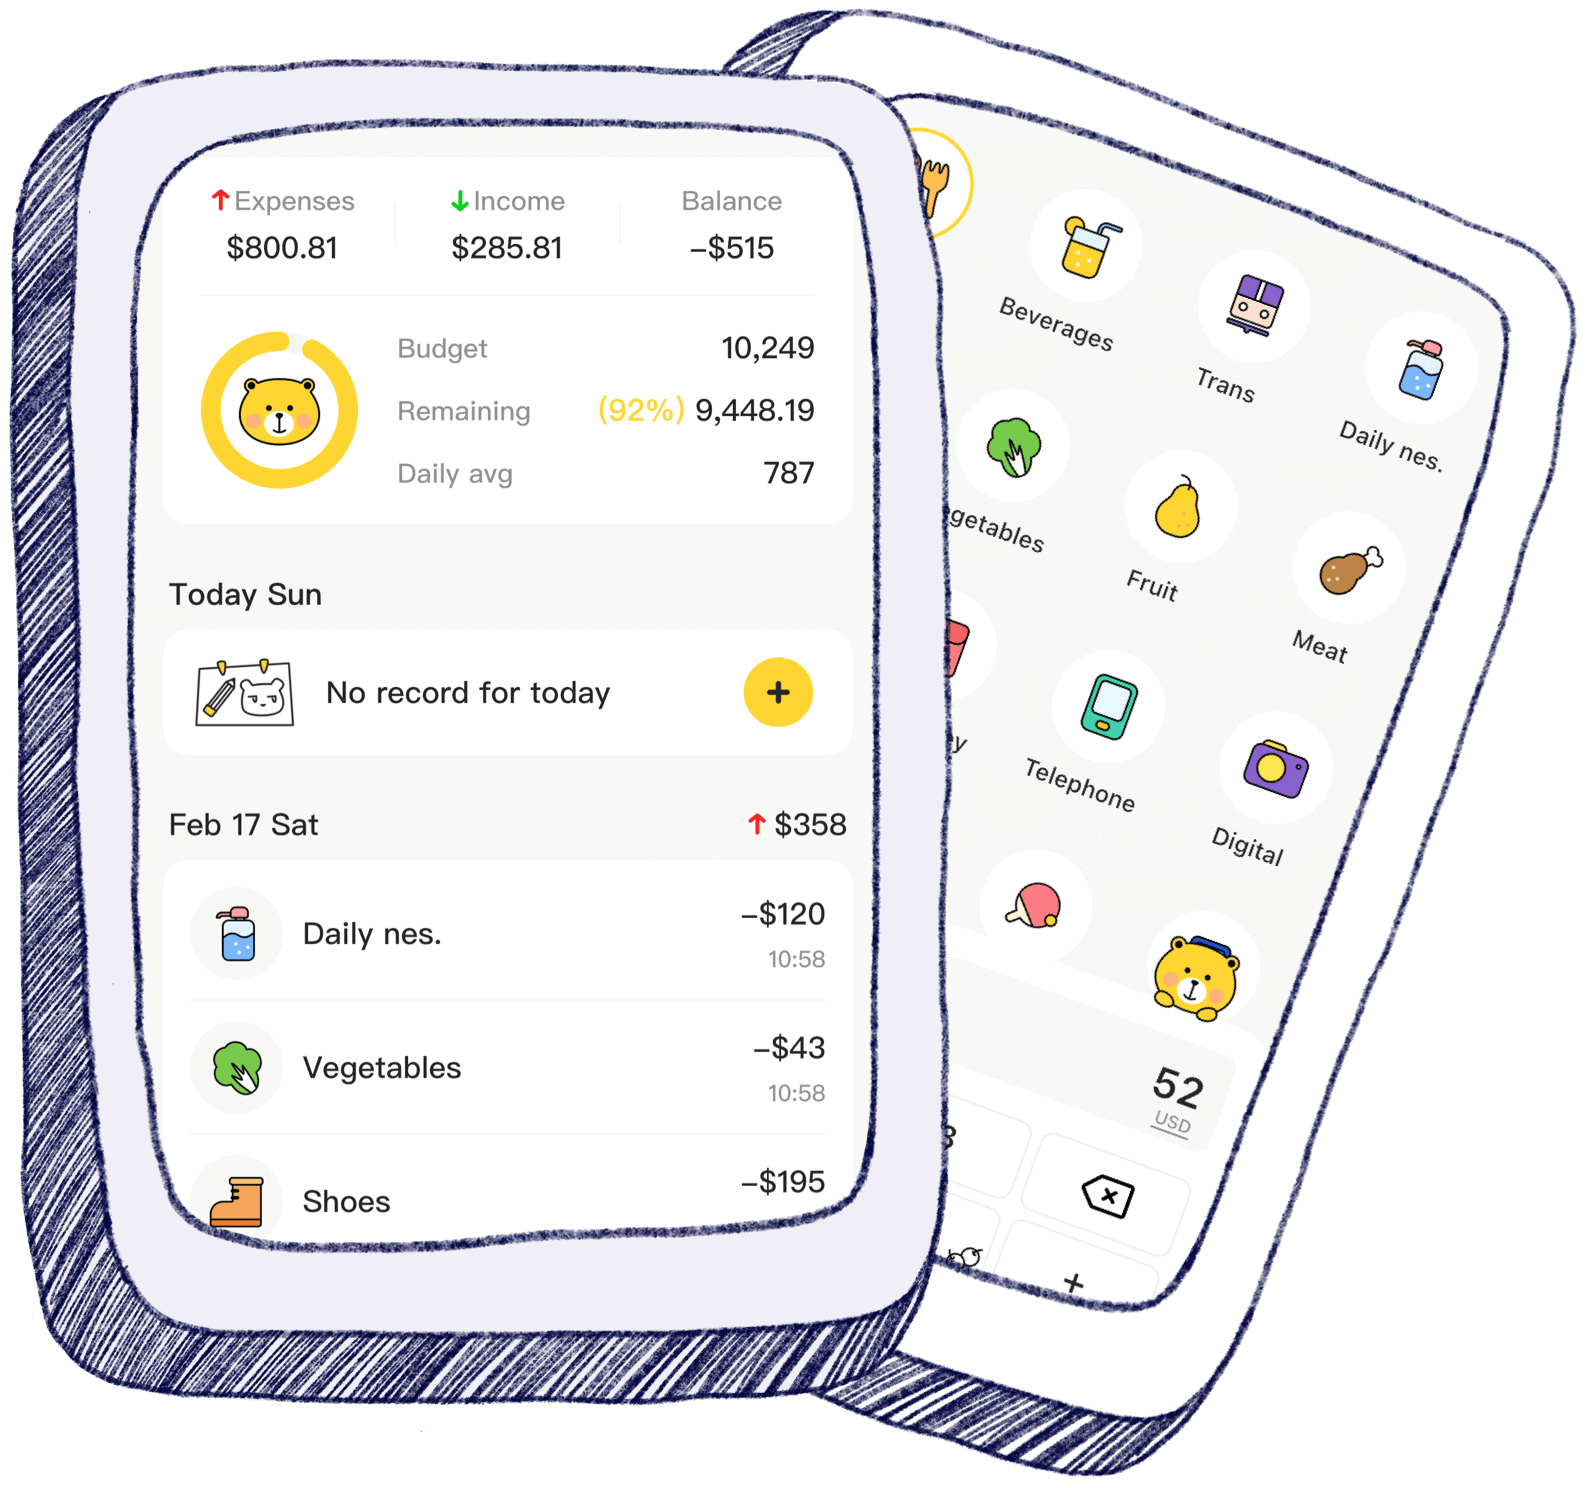 Expenses Income Balance
$800.81 $285.81 –$515
Budget 10,249
Remaining (92%) 9,448.19
Daily avg 787
Today Sun
No record for today
Feb 17 Sat $358
Daily nes. –$120
10:58
Vegetables –$43
10:58
Shoes –$195
Beverages
Trans
Daily nes.
getables
Fruit
Meat
y
Telephone
Digital
52
USD
3
+